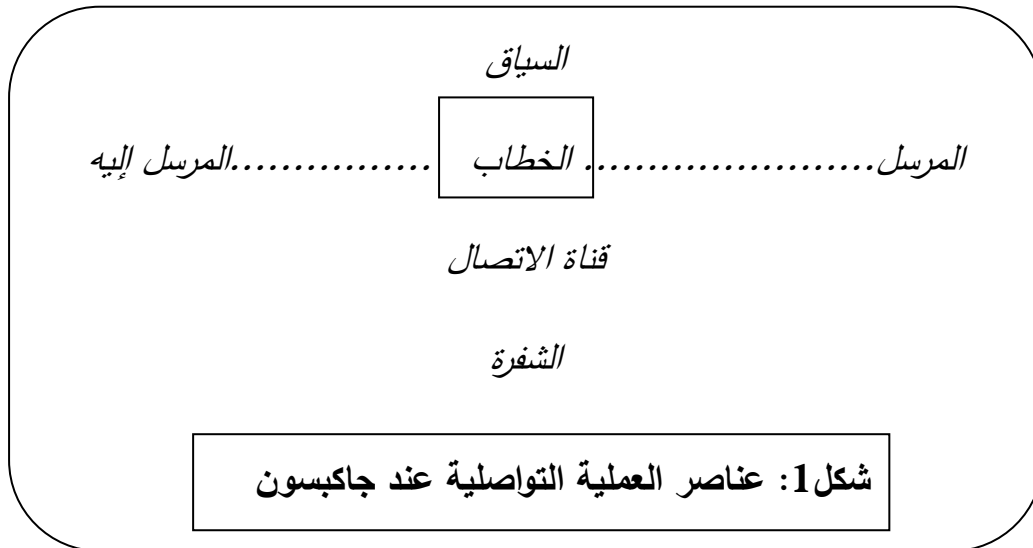 السياق
المرسل....................... الخطاب ................المرسل إليه
قناة الاتصال
الشفرة
شكل1: عناصر العملية التواصلية عند جاكبسون